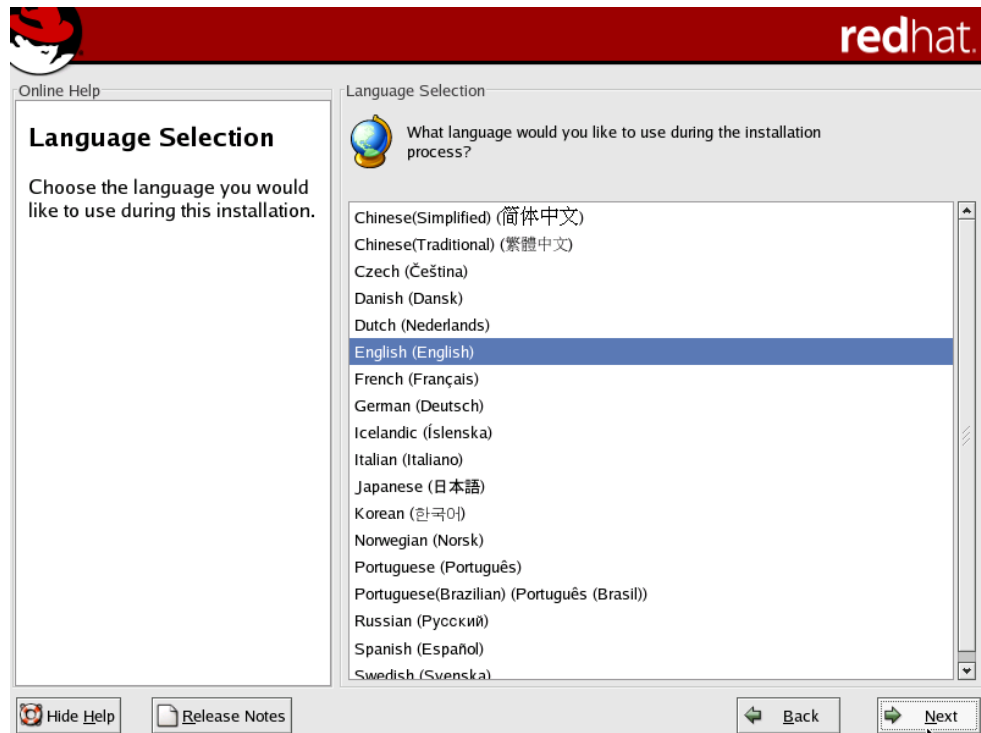 redhat.
Online Help
Language Selection
Choose the language you would
like to use during this installation.
Language Selection
What language would you like to use during the installation
process?
Chinese(Simplified) (简体中文)
Chinese(Traditional) (繁體中文)
Czech (Čeština)
Danish (Dansk)
Dutch (Nederlands)
English (English)
French (Français)
German (Deutsch)
Icelandic (Íslenska)
Italian (Italiano)
Japanese (日本語)
Korean (한국어)
Norwegian (Norsk)
Portuguese (Português)
Portuguese(Brazilian) (Português (Brasil))
Russian (Русский)
Spanish (Español)
Swedish (Svenska)
Hide Help
Release Notes
Back
Next